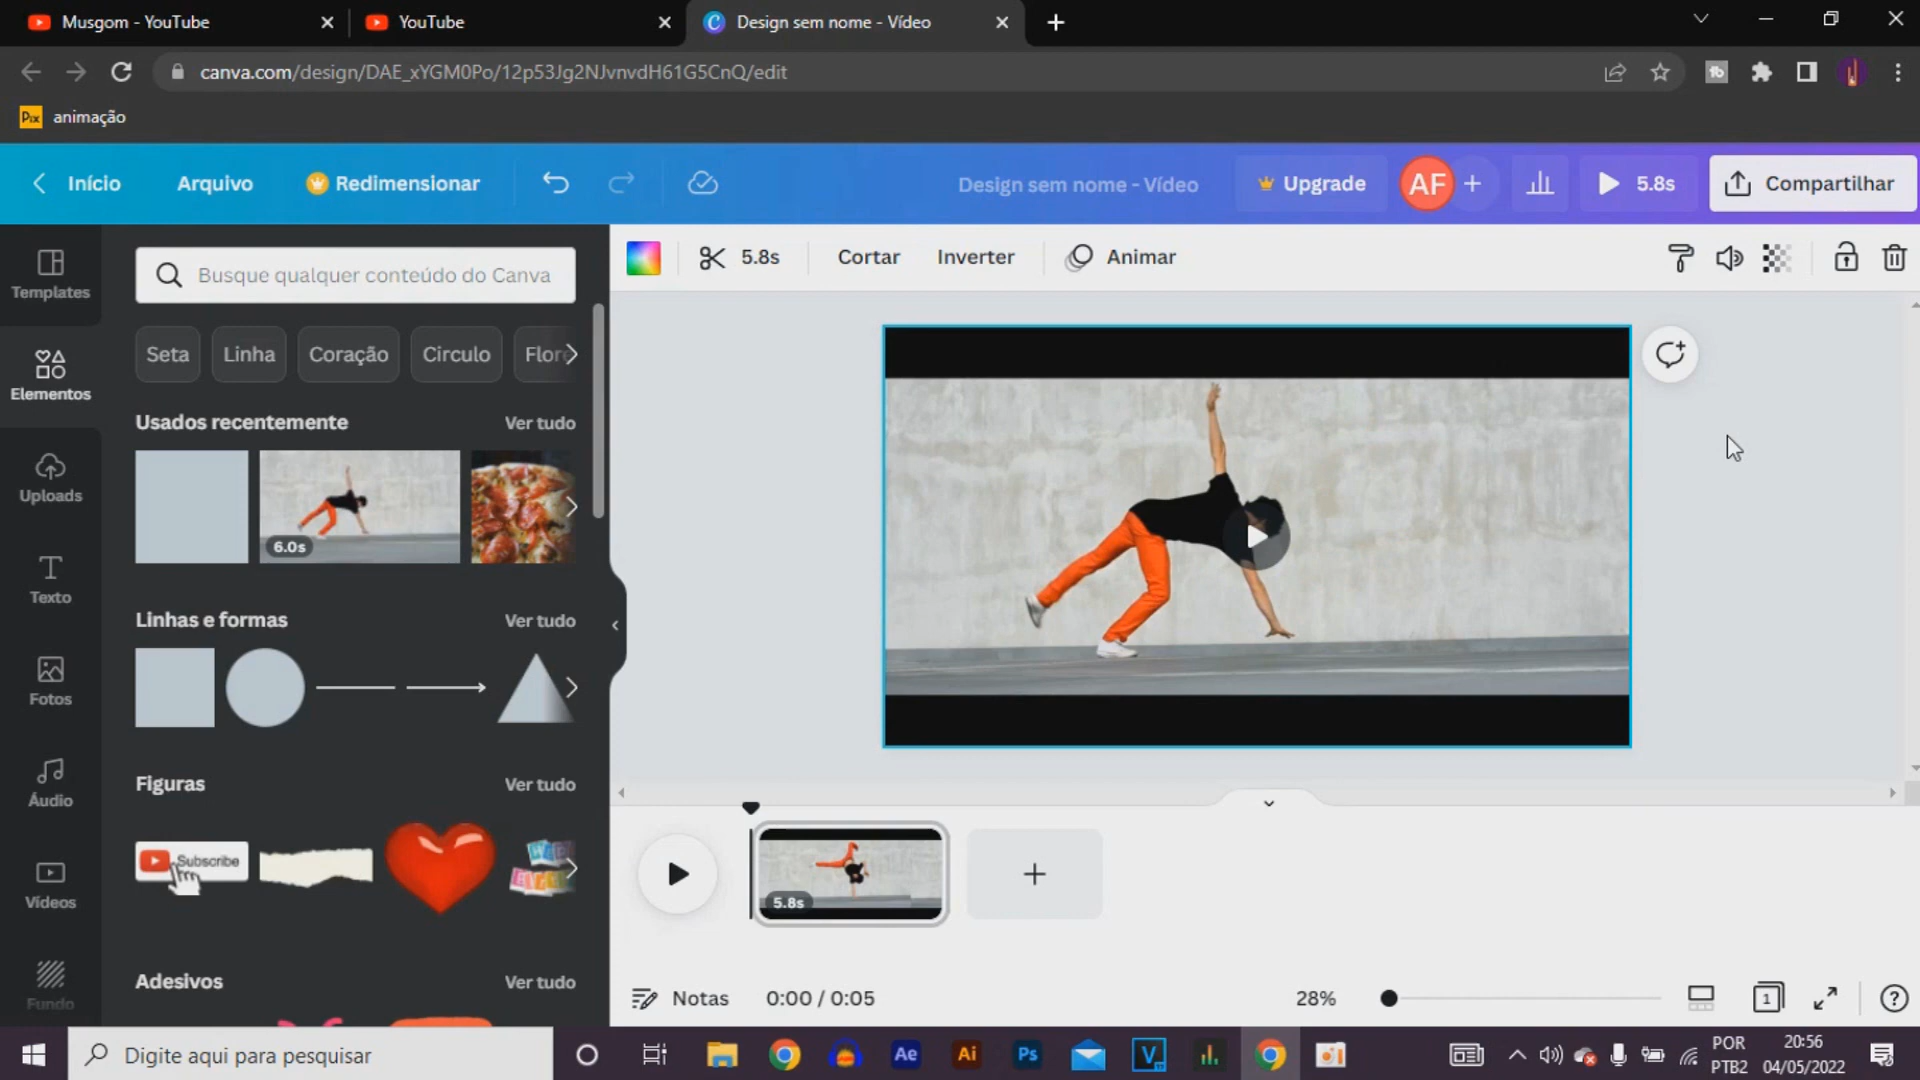 Musgom - YouTube
YouTube
Design sem nome - Vídeo
canva.com/design/DAE_xYGM0Po/12p53Jg2NJvnvdH61G5CnQ/edit
Pix
animação
Início
Arquivo
Redimensionar
Design sem nome - Vídeo
Upgrade
AF
5.8s
Compartilhar
Templates
Elementos
Uploads
Texto
Fotos
Áudio
Vídeos
Fundo
Busque qualquer conteúdo do Canva
Seta
Linha
Coração
Circulo
Flore
Usados recentemente
Ver tudo
6.0s
Linhas e formas
Ver tudo
Figuras
Ver tudo
Subscribe
Adesivos
Ver tudo
5.8s
Cortar
Inverter
Animar
5.8s
Notas
0:00 / 0:05
28%
1
Digite aqui para pesquisar
Ae
Ai
Ps
V
POR
PTB2
20:56
04/05/2022